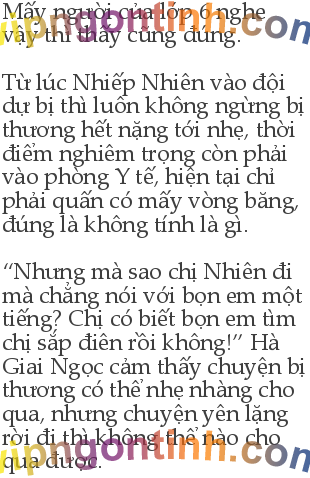 Mấy người của lớp 6 nghe
vậy thì thấy cũng đúng.
vupngontinh.com
Từ lúc Nhiếp Nhiên vào đội
dự bị thì luôn không ngừng bị
thương hết nặng tới nhẹ, thời
điểm nghiêm trọng còn phải
vào phòng Y tế, hiện tại chỉ
phải quấn có mấy vòng băng,
đúng là không tính là gì.
“Nhưng mà sao chị Nhiên đi
mà chẳng nói với bọn em một
tiếng? Chị có biết bọn em tìm
chị sắp điên rồi không!” Hà
Giai Ngọc cảm thấy chuyện bị
thương có thể nhẹ nhàng cho
qua, nhưng chuyện yên lặng
rời đi thì không thể nào cho
qua được.
vupngontinh.com